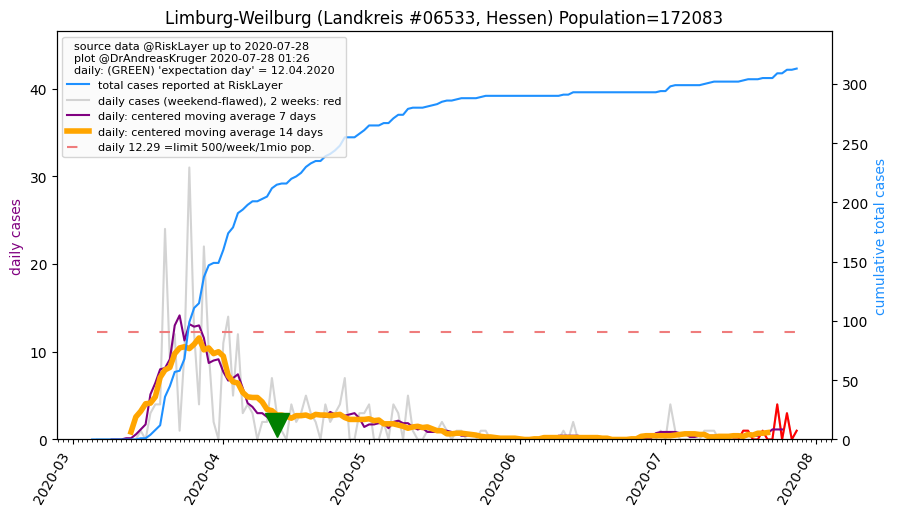 Limburg-Weilburg (Landkreis #06533, Hessen) Population=172083
source data @RiskLayer up to 2020-07-28
plot @DrAndreasKruger 2020-07-28 01:26
daily: (GREEN) 'expectation day' = 12.04.2020
total cases reported at RiskLayer
daily cases (weekend-flawed), 2 weeks: red
daily: centered moving average 7 days
daily: centered moving average 14 days
daily 12.29 =limit 500/week/1mio pop.
daily cases
40
30
20
10
0
cumulative total cases
300
250
200
150
100
50
0
2020-03
2020-04
2020-05
2020-06
2020-07
2020-08